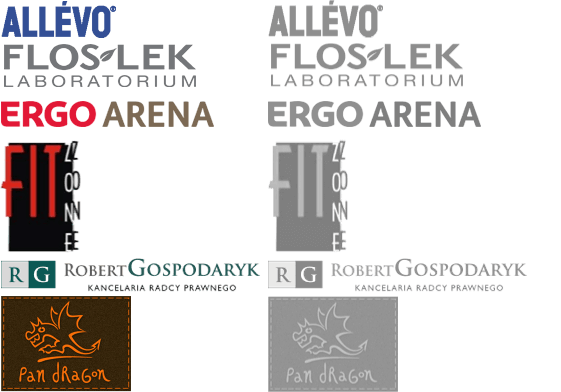 ALLÉVO® ALLÉVO®
FLOS-LEK FLOS-LEK
LABORATORIUM LABORATORIUM
ERGO ARENA ERGO ARENA
FIT ZONE FIT ZONE
RG ROBERT GOSPODARYK RG ROBERT GOSPODARYK
KANCELARIA RADCY PRAWNEGO KANCELARIA RADCY PRAWNEGO
pan dRagon pan dRagon